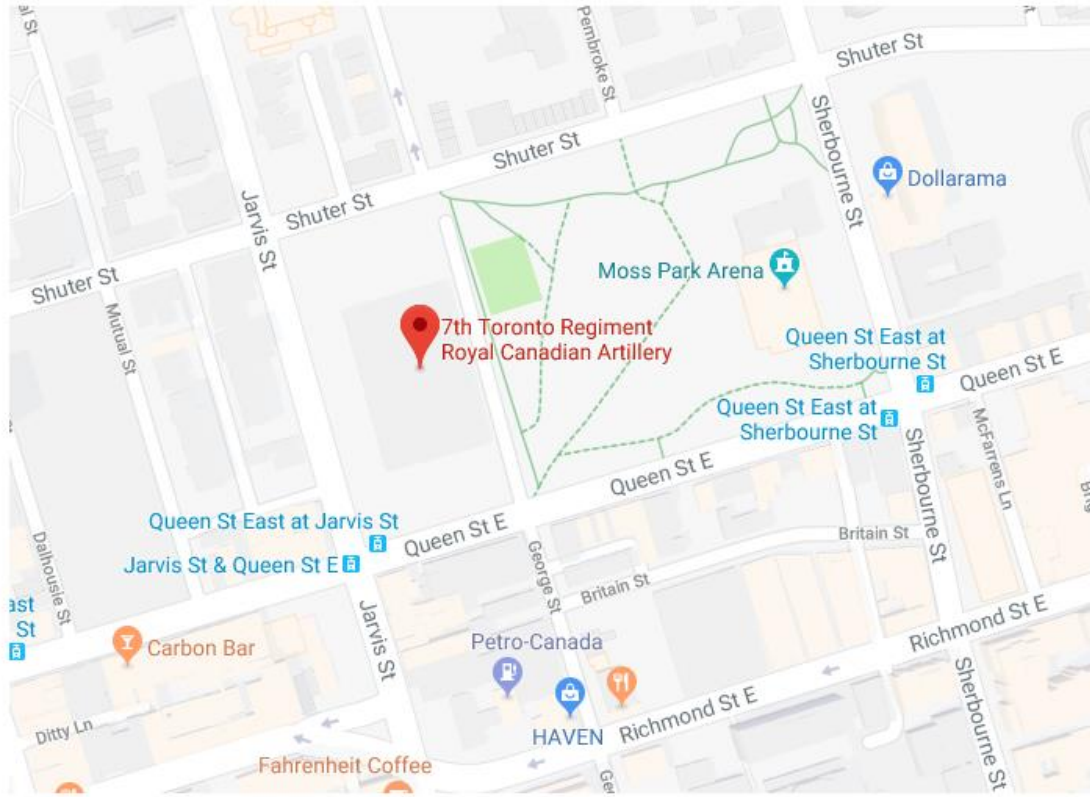 Pembroke St
Shuter St
Sherbourne St
Dollarama
Shuter St
Jarvis St
Shuter St
Moss Park Arena
Shuter St
Mutual St
7th Toronto Regiment
Royal Canadian Artillery
Queen St East at
Sherbourne St
Queen St E
Queen St East at
Sherbourne St
McFarrens Ln
Sherbourne St
Queen St E
Queen St East at Jarvis St
Queen St E
Britain St
Jarvis St & Queen St E
George St
Dalhousie St
Britain St
ast
St
Jarvis St
Richmond St E
Carbon Bar
Petro-Canada
Sherbourne St
Richmond St E
Ditty Ln
HAVEN
Fahrenheit Coffee